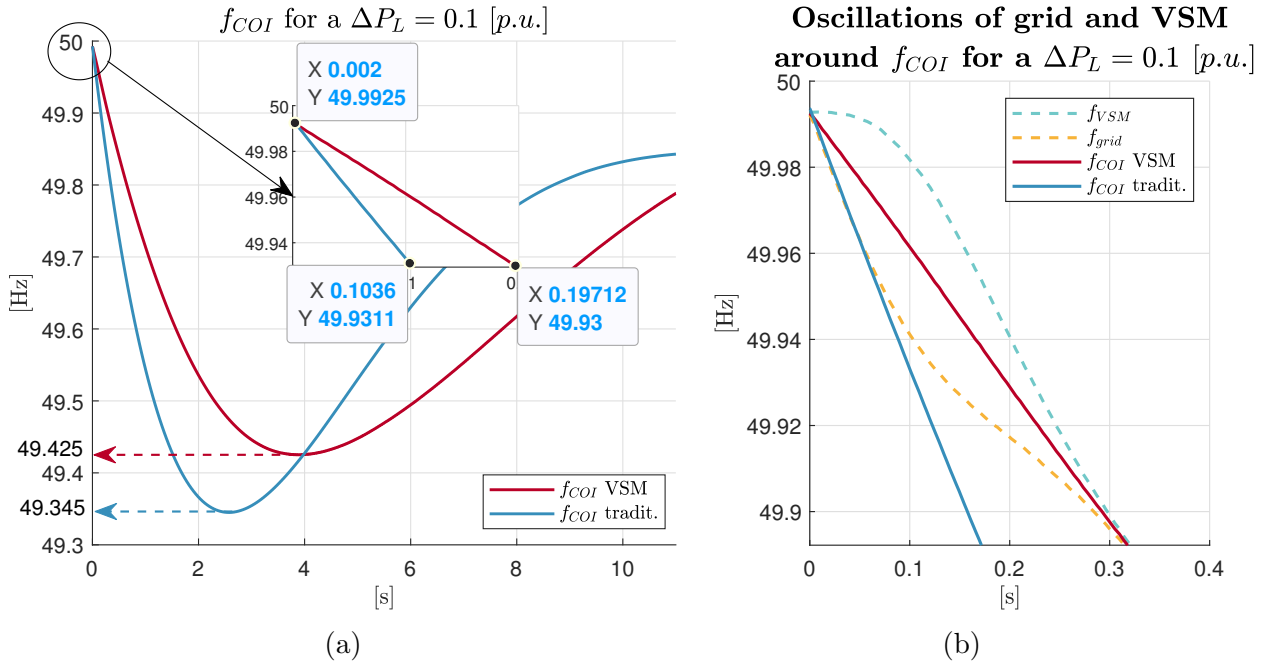 f_COI for a ΔP_L = 0.1 [p.u.]
50
49.9
49.8
49.7
49.6
49.5
49.425
49.4
49.345
49.3
[Hz]
X 0.002
Y 49.9925
50
49.98
49.96
49.94
1
0
X 0.1036
Y 49.9311
X 0.19712
Y 49.93
f_COI VSM
f_COI tradit.
0 2 4 6 8 10
[s]
(a)
Oscillations of grid and VSM
around f_COI for a ΔP_L = 0.1 [p.u.]
50
49.98
49.96
49.94
49.92
49.9
[Hz]
f_VSM
f_grid
f_COI VSM
f_COI tradit.
0 0.1 0.2 0.3 0.4
[s]
(b)